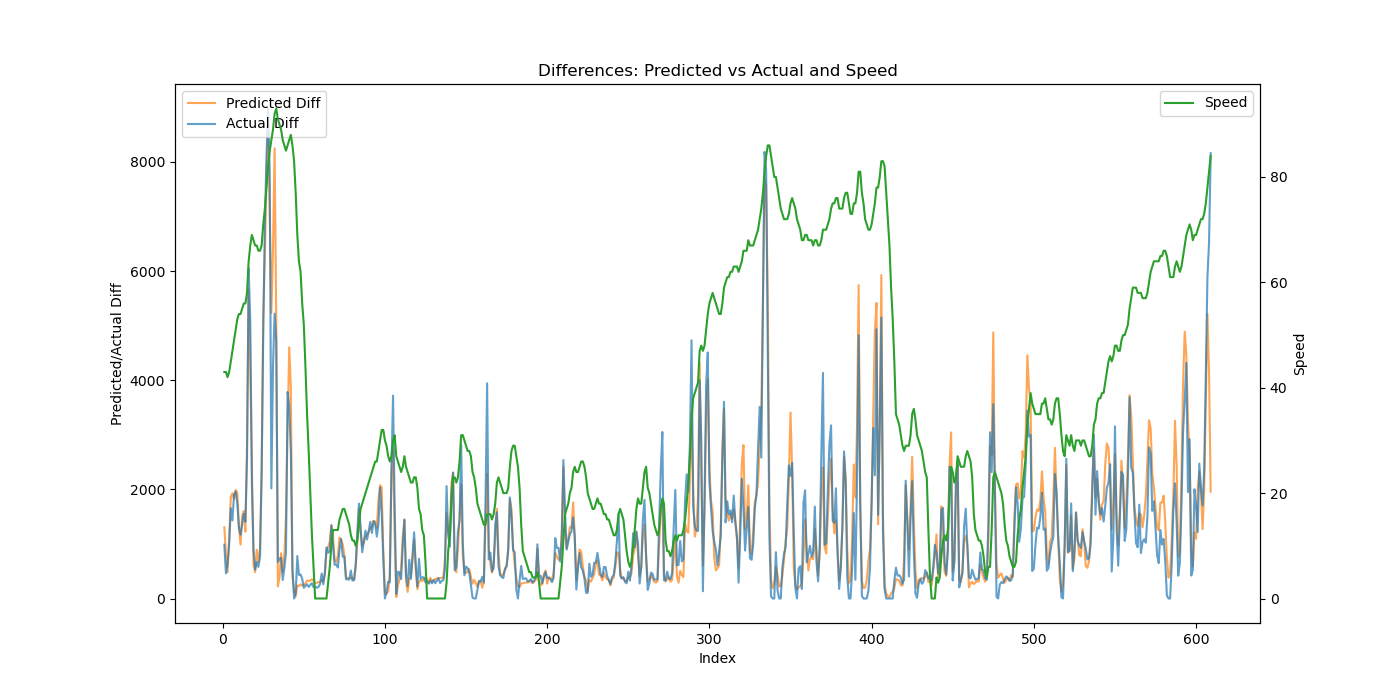 Differences: Predicted vs Actual and Speed
Predicted Diff
Actual Diff
Speed
8000
6000
4000
2000
0
Predicted/Actual Diff
80
60
40
20
0
Speed
0 100 200 300 400 500 600
Index